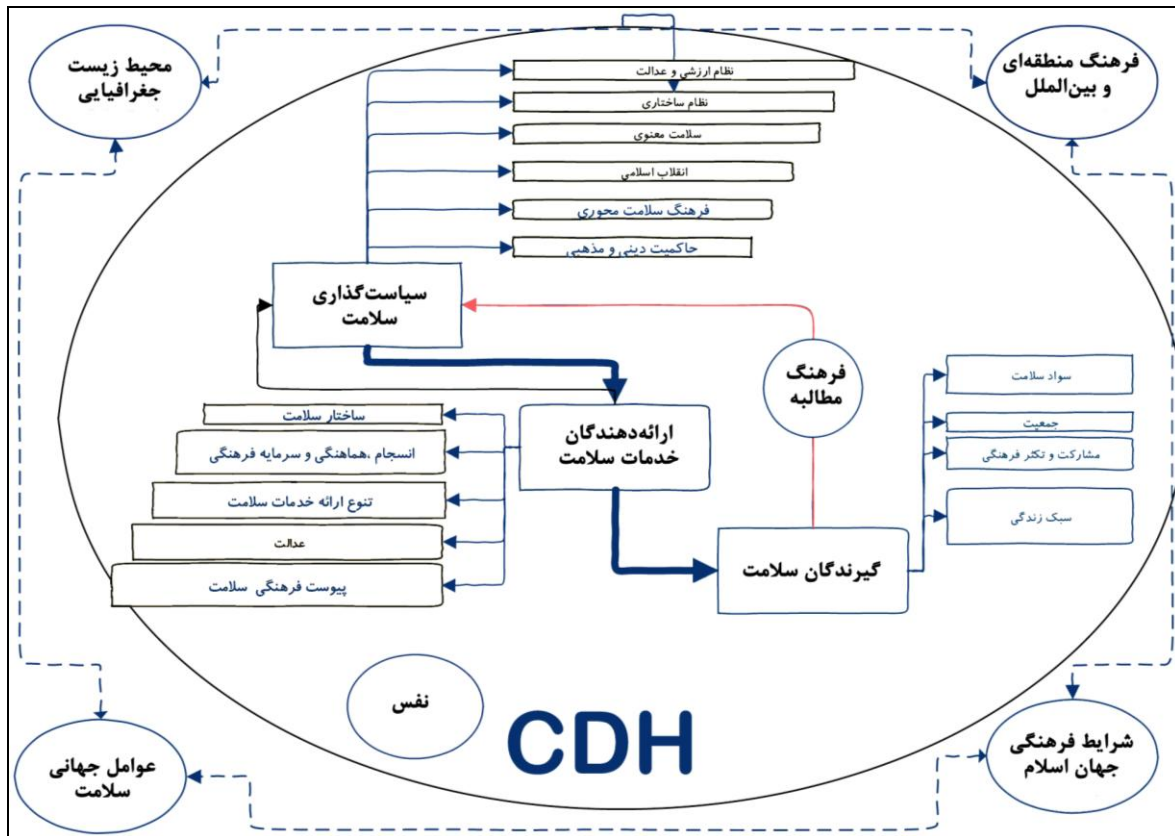 فرهنگ منطقه‌ای
و بین‌الملل
محیط زیست
جغرافیایی
نظام ارزشی و عدالت
نظام ساختاری
سلامت معنوی
انقلاب اسلامی
فرهنگ سلامت محوری
حاکمیت دینی و مذهبی
سیاست‌گذاری
سلامت
فرهنگ
مطالبه
سواد سلامت
جمعیت
مشارکت و تکثر فرهنگی
سبک زندگی
ارائه‌دهندگان
خدمات سلامت
ساختار سلامت
انسجام ،هماهنگی و سرمایه فرهنگی
تنوع ارائه خدمات سلامت
عدالت
پیوست فرهنگی سلامت
گیرندگان سلامت
نفس
CDH
شرایط فرهنگی
جهان اسلام
عوامل جهانی
سلامت